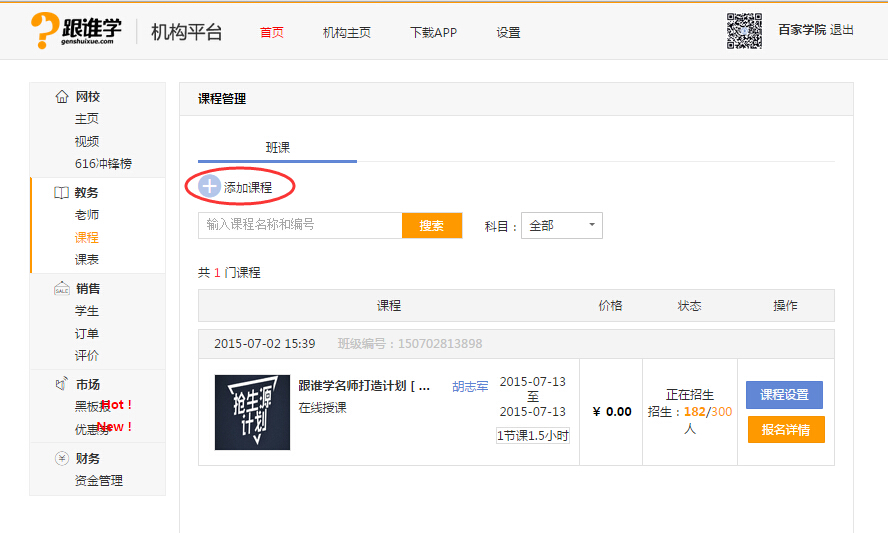 跟谁学
genshuixue.com
机构平台
首页
机构主页
下载APP
设置
百家学院 退出
网校
主页
视频
616冲锋榜
教务
老师
课程
课表
SALE
销售
学生
订单
评价
市场
黑板报
Hot！
优惠券
New！
财务
资金管理
课程管理
班课
添加课程
输入课程名称和编号
搜索
科目：
全部
共 1 门课程
课程
价格
状态
操作
2015-07-02 15:39
班级编号：150702813898
抢生源
计划
跟谁学名师打造计划 [ ...
在线授课
胡志军
2015-07-13
至
2015-07-13
1节课1.5小时
¥ 0.00
正在招生
招生：182/300
人
课程设置
报名详情